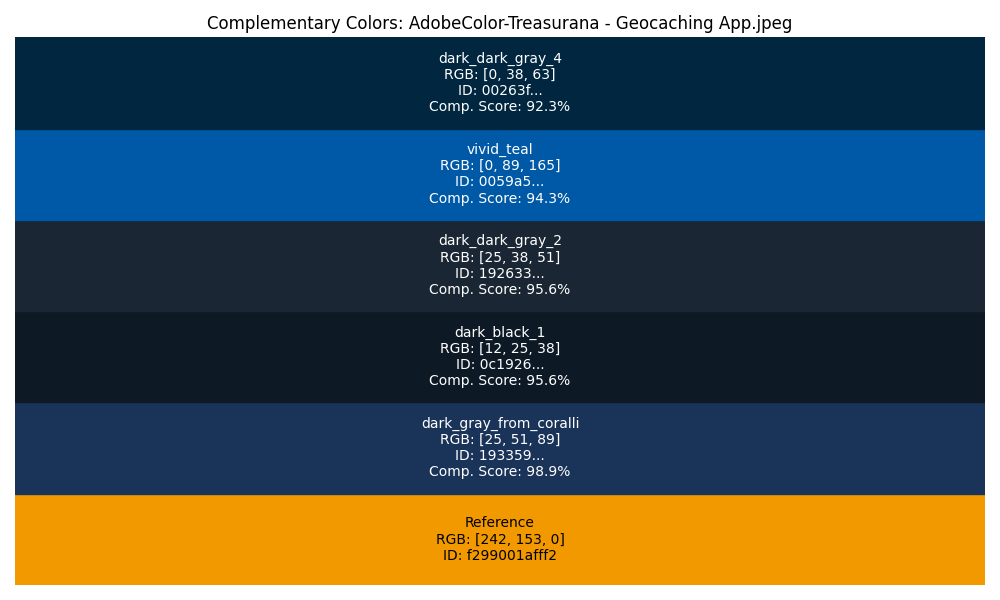 Complementary Colors: AdobeColor-Treasurana - Geocaching App.jpeg
dark_dark_gray_4
RGB: [0, 38, 63]
ID: 00263f...
Comp. Score: 92.3%
vivid_teal
RGB: [0, 89, 165]
ID: 0059a5...
Comp. Score: 94.3%
dark_dark_gray_2
RGB: [25, 38, 51]
ID: 192633...
Comp. Score: 95.6%
dark_black_1
RGB: [12, 25, 38]
ID: 0c1926...
Comp. Score: 95.6%
dark_gray_from_coralli
RGB: [25, 51, 89]
ID: 193359...
Comp. Score: 98.9%
Reference
RGB: [242, 153, 0]
ID: f299001afff2